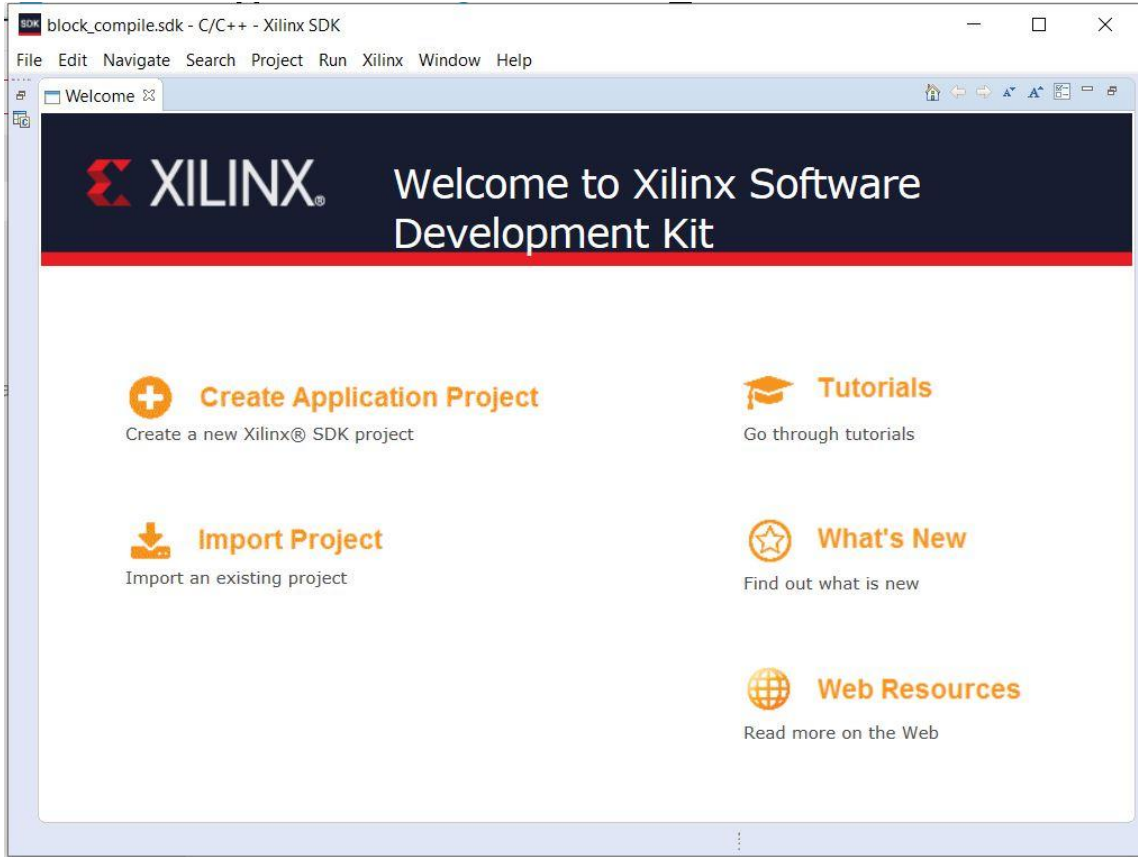 SDK block_compile.sdk - C/C++ - Xilinx SDK
File Edit Navigate Search Project Run Xilinx Window Help
Welcome
XILINX®
Welcome to Xilinx Software
Development Kit
Create Application Project
Create a new Xilinx® SDK project
Tutorials
Go through tutorials
Import Project
Import an existing project
What's New
Find out what is new
Web Resources
Read more on the Web